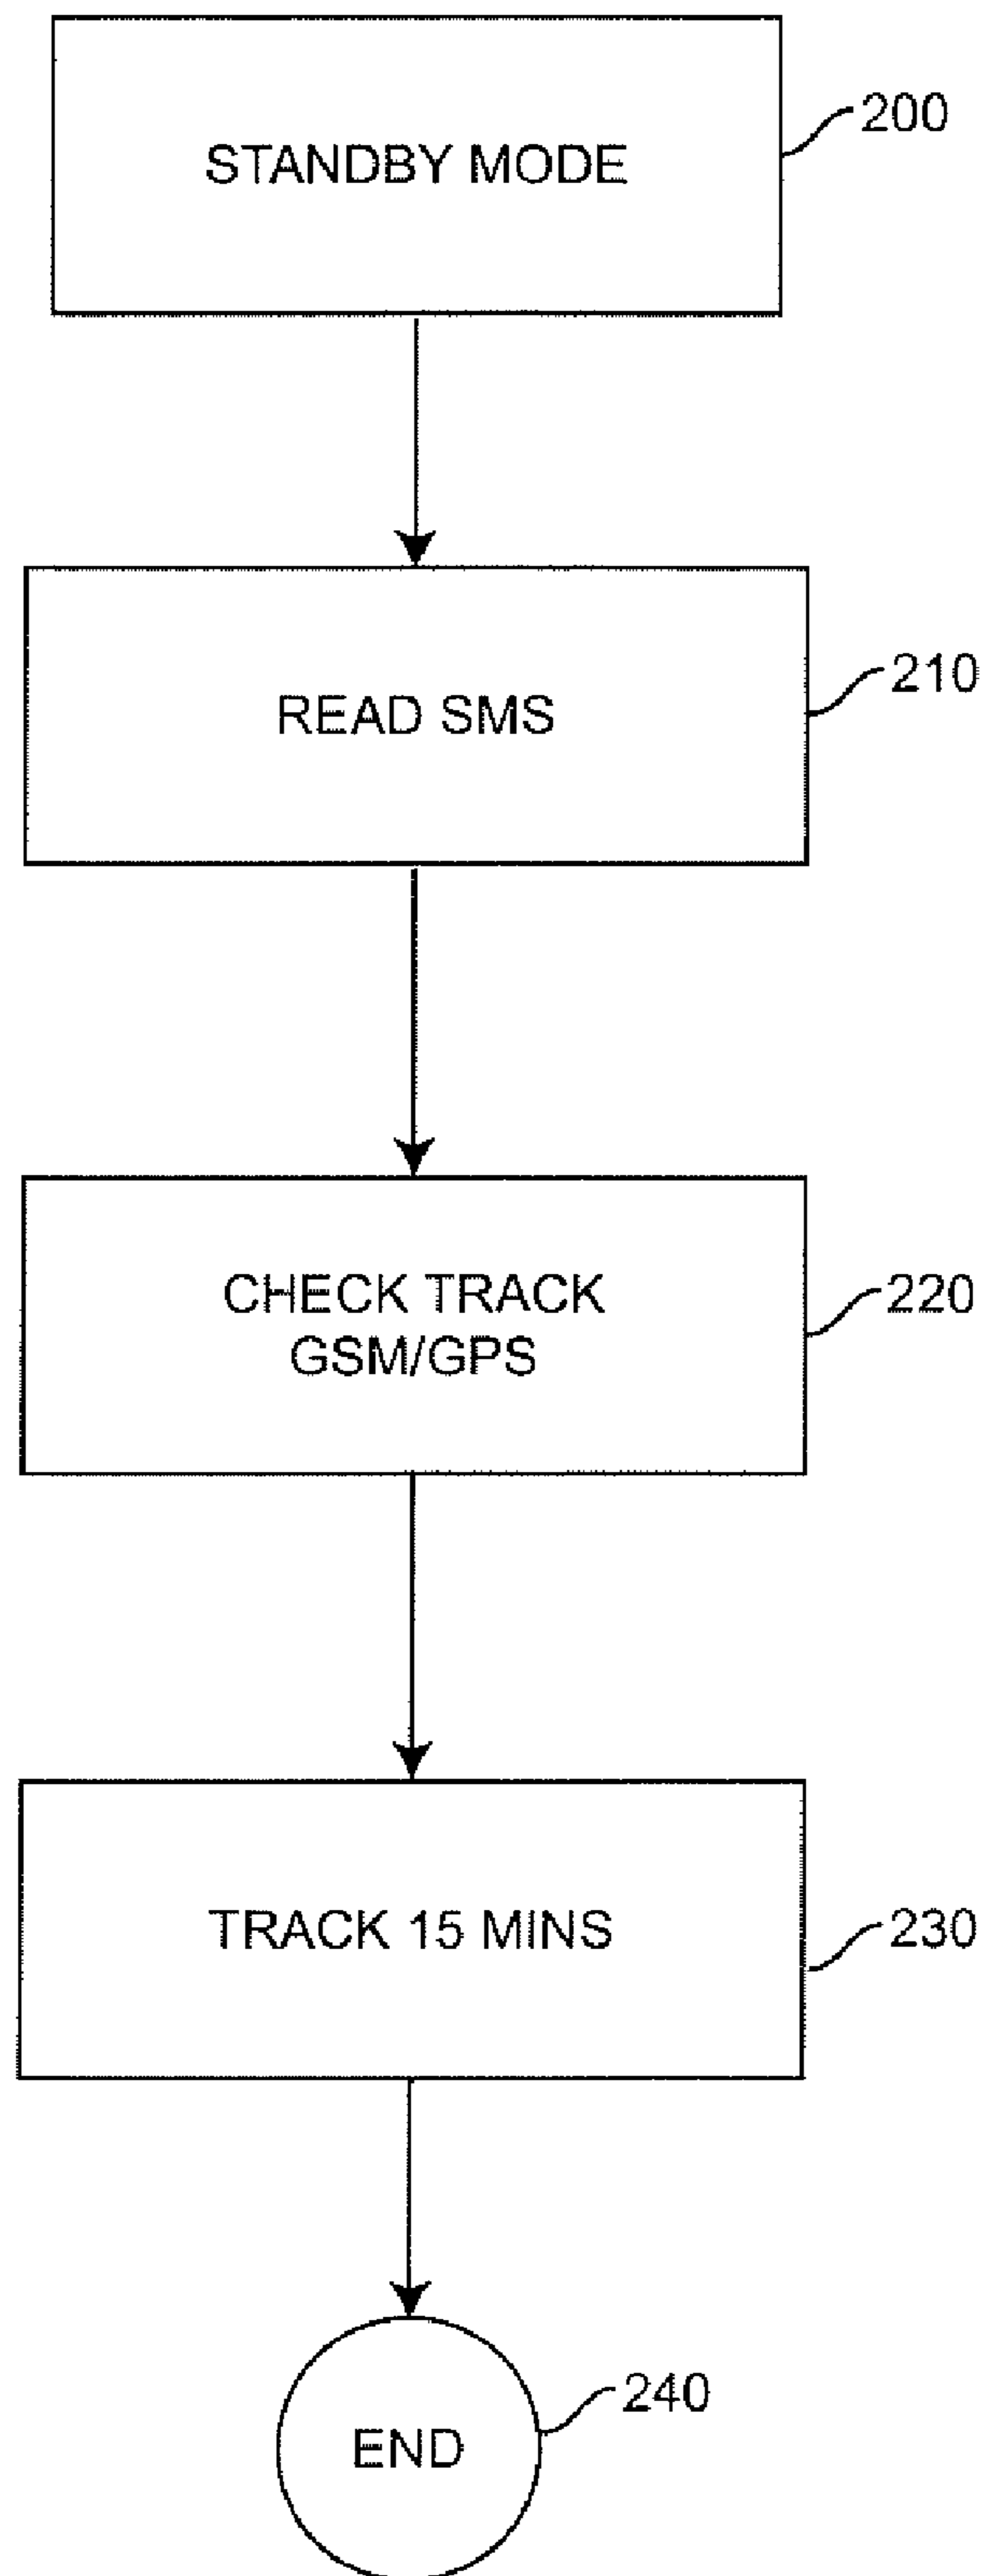 STANDBY MODE
200
READ SMS
210
CHECK TRACK
GSM/GPS
220
TRACK 15 MINS
230
END
240